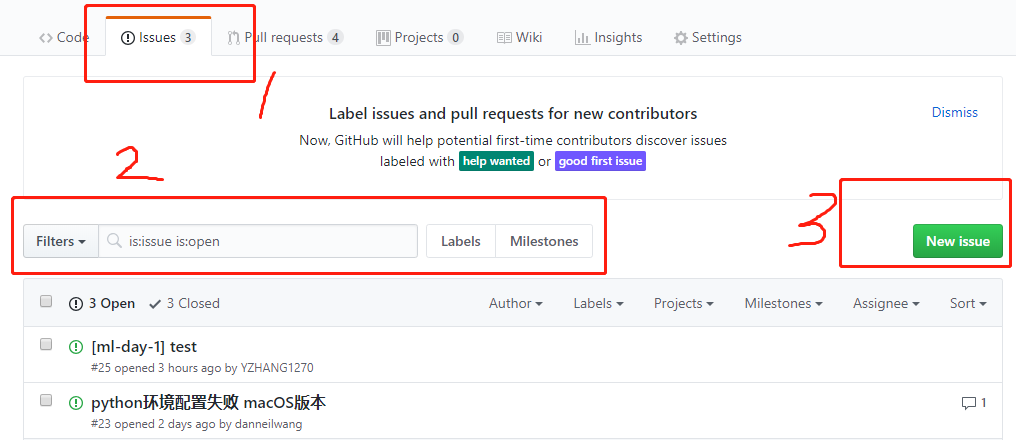 Code Issues 3 Pull requests 4 Projects 0 Wiki Insights Settings
1
Label issues and pull requests for new contributors
Dismiss
Now, GitHub will help potential first-time contributors discover issues
labeled with help wanted or good first issue
2
3
Filters is:issue is:open Labels Milestones New issue
3 Open 3 Closed Author Labels Projects Milestones Assignee Sort
[ml-day-1] test
#25 opened 3 hours ago by YZHANG1270
python环境配置失败 macOS版本 1
#23 opened 2 days ago by danneilwang